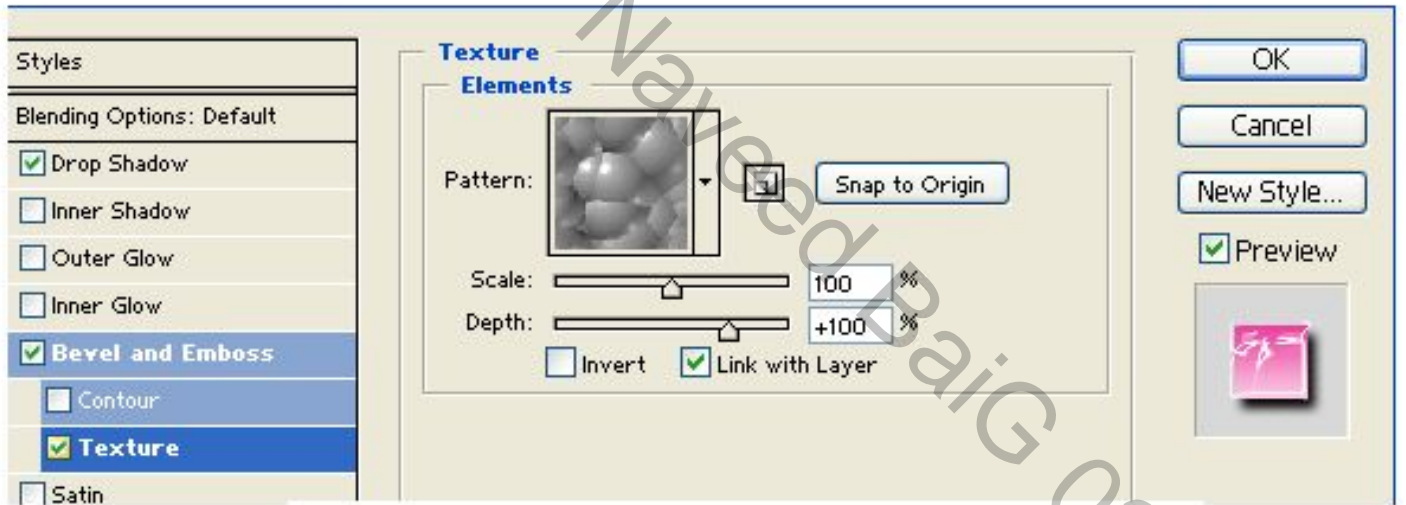 Styles
Blending Options: Default
Drop Shadow
Inner Shadow
Outer Glow
Inner Glow
Bevel and Emboss
Contour
Texture
Satin
Texture
Elements
Pattern:
Snap to Origin
Scale: 100 %
Depth: +100 %
Invert Link with Layer
OK
Cancel
New Style...
Preview
Naveed BaiG